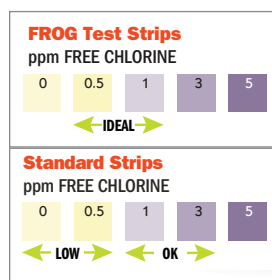 FROG Test Strips
ppm FREE CHLORINE
0 0.5 1 3 5
IDEAL
Standard Strips
ppm FREE CHLORINE
0 0.5 1 3 5
LOW OK